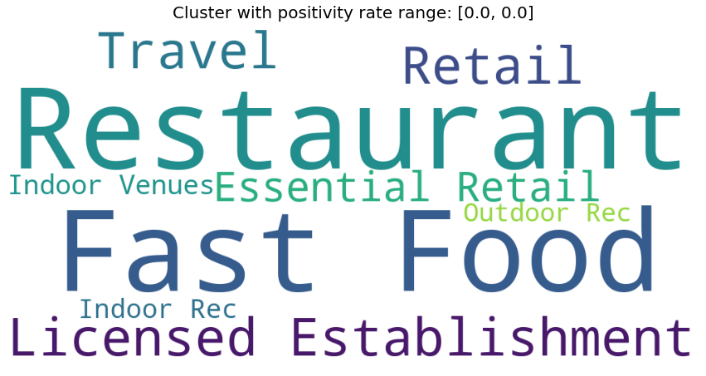 Cluster with positivity rate range: [0.0, 0.0]
Travel
Retail
Restaurant
Indoor Venues
Essential Retail
Outdoor Rec
Fast Food
Indoor Rec
Licensed Establishment